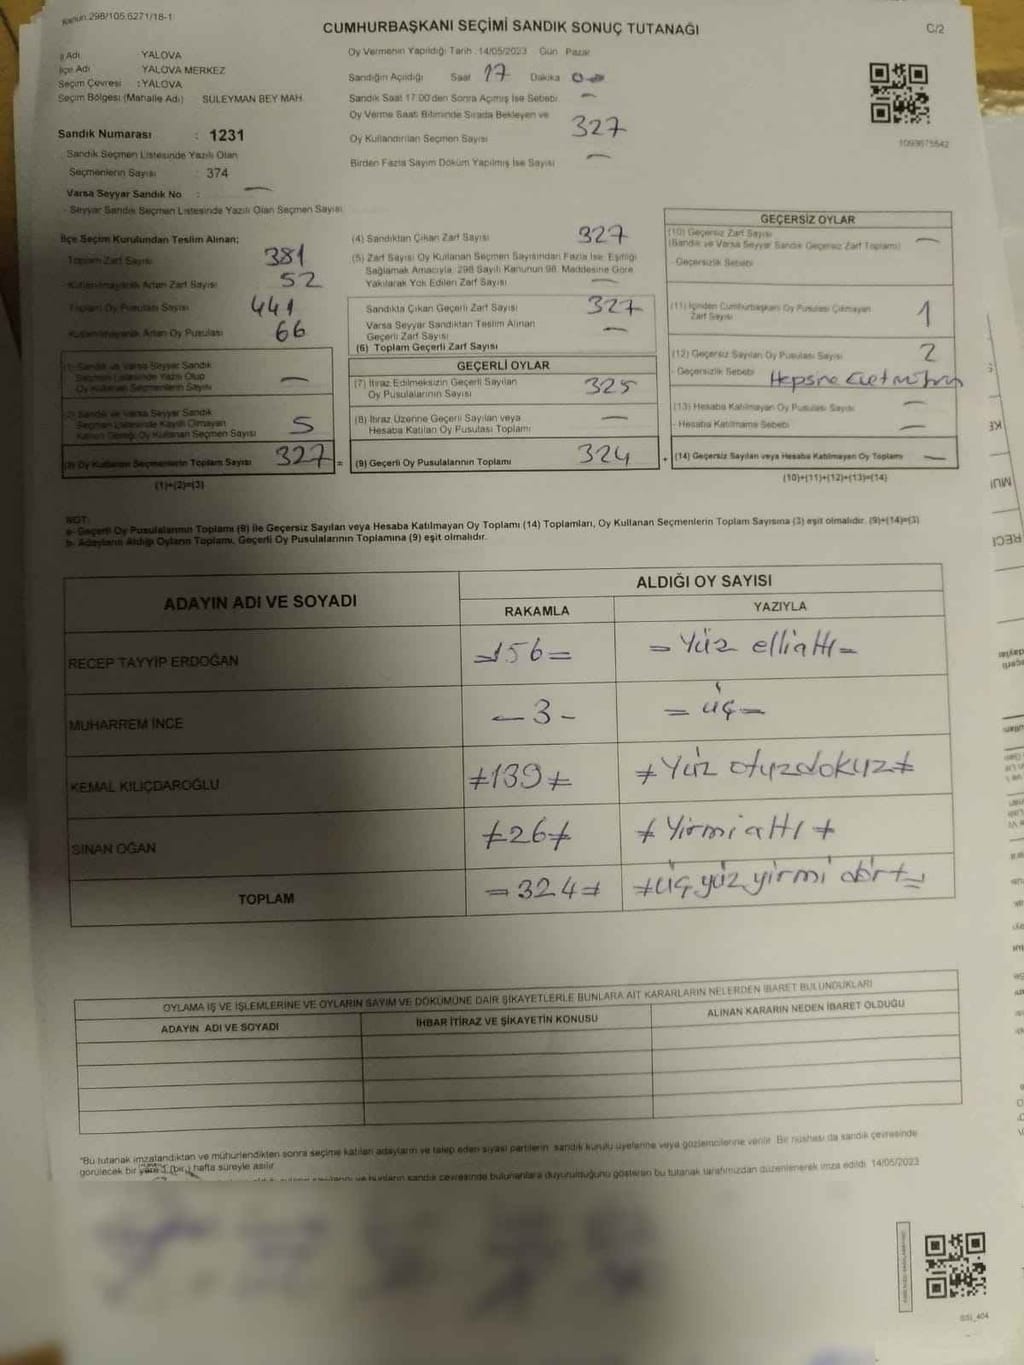 Kanun:298/105.6271/18-1
CUMHURBAŞKANI SEÇİMİ SANDIK SONUÇ TUTANAĞI
C/2
İl Adı YALOVA
İlçe Adı YALOVA MERKEZ
Seçim Çevresi : YALOVA
Seçim Bölgesi (Mahalle Adı) SÜLEYMAN BEY MAH.
Oy Vermenin Yapıldığı Tarih : 14/05/2023 Gün Pazar
Sandığın Açıldığı Saat 17 Dakika
Sandık Saat 17:00'den Sonra Açımış İse Sebebi —
Oy Verme Saati Bitiminde Sırada Bekleyen ve
Oy Kullandırılan Seçmen Sayısı 327
Birden Fazla Sayım Döküm Yapılmış İse Sayısı —
1093675542
Sandık Numarası : 1231
Sandık Seçmen Listesinde Yazılı Olan
Seçmenlerin Sayısı : 374
Varsa Seyyar Sandık No : —
- Seyyar Sandık Seçmen Listesinde Yazılı Olan Seçmen Sayısı
İlçe Seçim Kurulundan Teslim Alınan;
Toplam Zarf Sayısı 381
Kullanılmayarak Artan Zarf Sayısı 52
Toplam Oy Pusulası Sayısı 441
Kullanılmayarak Artan Oy Pusulası 66
(1) Sandık ve Varsa Seyyar Sandık
Seçmen Listesinde Yazılı Olup
Oy Kullanan Seçmenlerin Sayısı —
(2) Sandık ve Varsa Seyyar Sandık
Seçmen Listesinde Kayıtlı Olmayan
Kanun Gereği Oy Kullanan Seçmen Sayısı 5
(3) Oy Kullanan Seçmenlerin Toplam Sayısı 327 =
(1)+(2)=(3)
(4) Sandıktan Çıkan Zarf Sayısı 327
(5) Zarf Sayısı Oy Kullanan Seçmen Sayısından Fazla İse, Eşitliği
Sağlamak Amacıyla, 298 Sayılı Kanunun 98. Maddesine Göre
Yakılarak Yok Edilen Zarf Sayısı —
Sandıkta Çıkan Geçerli Zarf Sayısı 327
Varsa Seyyar Sandıktan Teslim Alınan
Geçerli Zarf Sayısı —
(6) Toplam Geçerli Zarf Sayısı
GEÇERLİ OYLAR
(7) İtiraz Edilmeksizin Geçerli Sayılan
Oy Pusulalarının Sayısı 325
(8) İtiraz Üzerine Geçerli Sayılan veya
Hesaba Katılan Oy Pusulası Toplamı —
(9) Geçerli Oy Pusulalarının Toplamı 324 +
GEÇERSİZ OYLAR
(10) Geçersiz Zarf Sayısı
(Sandık ve Varsa Seyyar Sandık Geçersiz Zarf Toplamı) —
- Geçersizlik Sebebi
(11) İçinden Cumhurbaşkanı Oy Pusulası Çıkmayan
Zarf Sayısı 1
(12) Geçersiz Sayılan Oy Pusulası Sayısı 2
- Geçersizlik Sebebi Hepsine
(13) Hesaba Katılmayan Oy Pusulası Sayısı —
- Hesaba Katılmama Sebebi —
(14) Geçersiz Sayılan veya Hesaba Katılmayan Oy Toplamı —
(10)+(11)+(12)+(13)=(14)
NOT:
a- Geçerli Oy Pusulalarının Toplamı (9) ile Geçersiz Sayılan veya Hesaba Katılmayan Oy Toplamı (14) Toplamları, Oy Kullanan Seçmenlerin Toplam Sayısına (3) eşit olmalıdır. (9)+(14)=(3)
b- Adayların Aldığı Oyların Toplamı, Geçerli Oy Pusulalarının Toplamına (9) eşit olmalıdır.
ADAYIN ADI VE SOYADI
ALDIĞI OY SAYISI
RAKAMLA YAZIYLA
RECEP TAYYİP ERDOĞAN =156= = Yüz elliattı =
MUHARREM İNCE - 3 - = üç =
KEMAL KILIÇDAROĞLU ≠139≠ ≠ Yüz otuzdokuz ≠
SİNAN OĞAN ≠26≠ ≠ Yirmi altı ≠
TOPLAM =324≠ ≠üç yüz yirmi dört=
OYLAMA İŞ VE İŞLEMLERİNE VE OYLARIN SAYIM VE DÖKÜMÜNE DAİR ŞİKAYETLERLE BUNLARA AİT KARARLARIN NELERDEN İBARET BULUNDUKLARI
ADAYIN ADI VE SOYADI İHBAR İTİRAZ VE ŞİKAYETİN KONUSU ALINAN KARARIN NEDEN İBARET OLDUĞU
"Bu tutanak imzalandıktan ve mühürlendikten sonra seçime katılan adayların ve talep eden siyasi partilerin sandık kurulu üyelerine veya gözlemcilerine verilir. Bir nüshası da sandık çevresinde
görülecek bir yere 1 (bir) hafta süreyle asılır.
ve bunların sandık çevresinde bulunanlara duyurulduğunu gösteren bu tutanak tarafımızdan düzenlenerek imza edildi. 14/05/2023
SSI_404